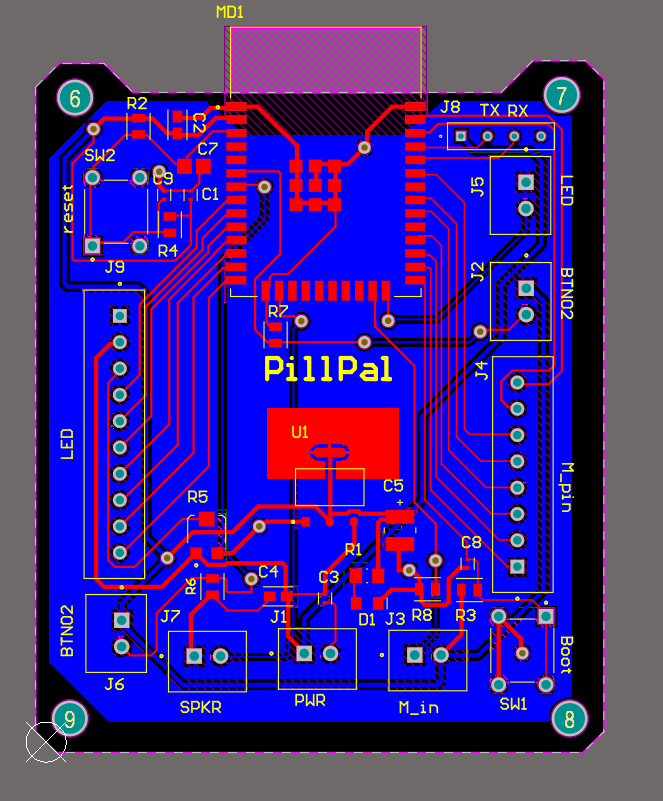 MD1
6
7
R2
C2
J8
TX RX
SW2
C7
C9
C1
reset
R4
J5
LED
J9
J2
BTNO2
R7
PillPal
J4
LED
U1
M_pin
C5
R5
R1
C8
C4
R6
C3
BTNO2
J7
J1
D1
J3
R8
R3
Boot
J6
SPKR
PWR
M_in
SW1
9
8